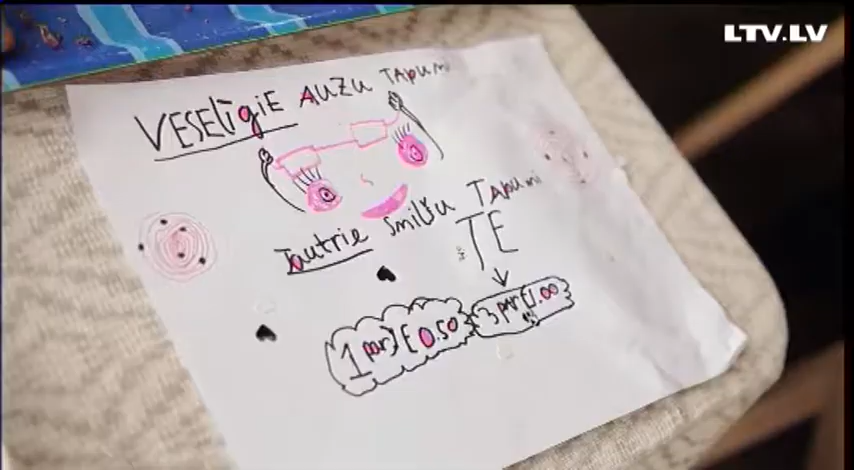 LTV.LV
VESELīgiE AUZU TAPUMi
Jautrie SmilŠu TApumi
TE
1 par € 0.50
3 par €1.00